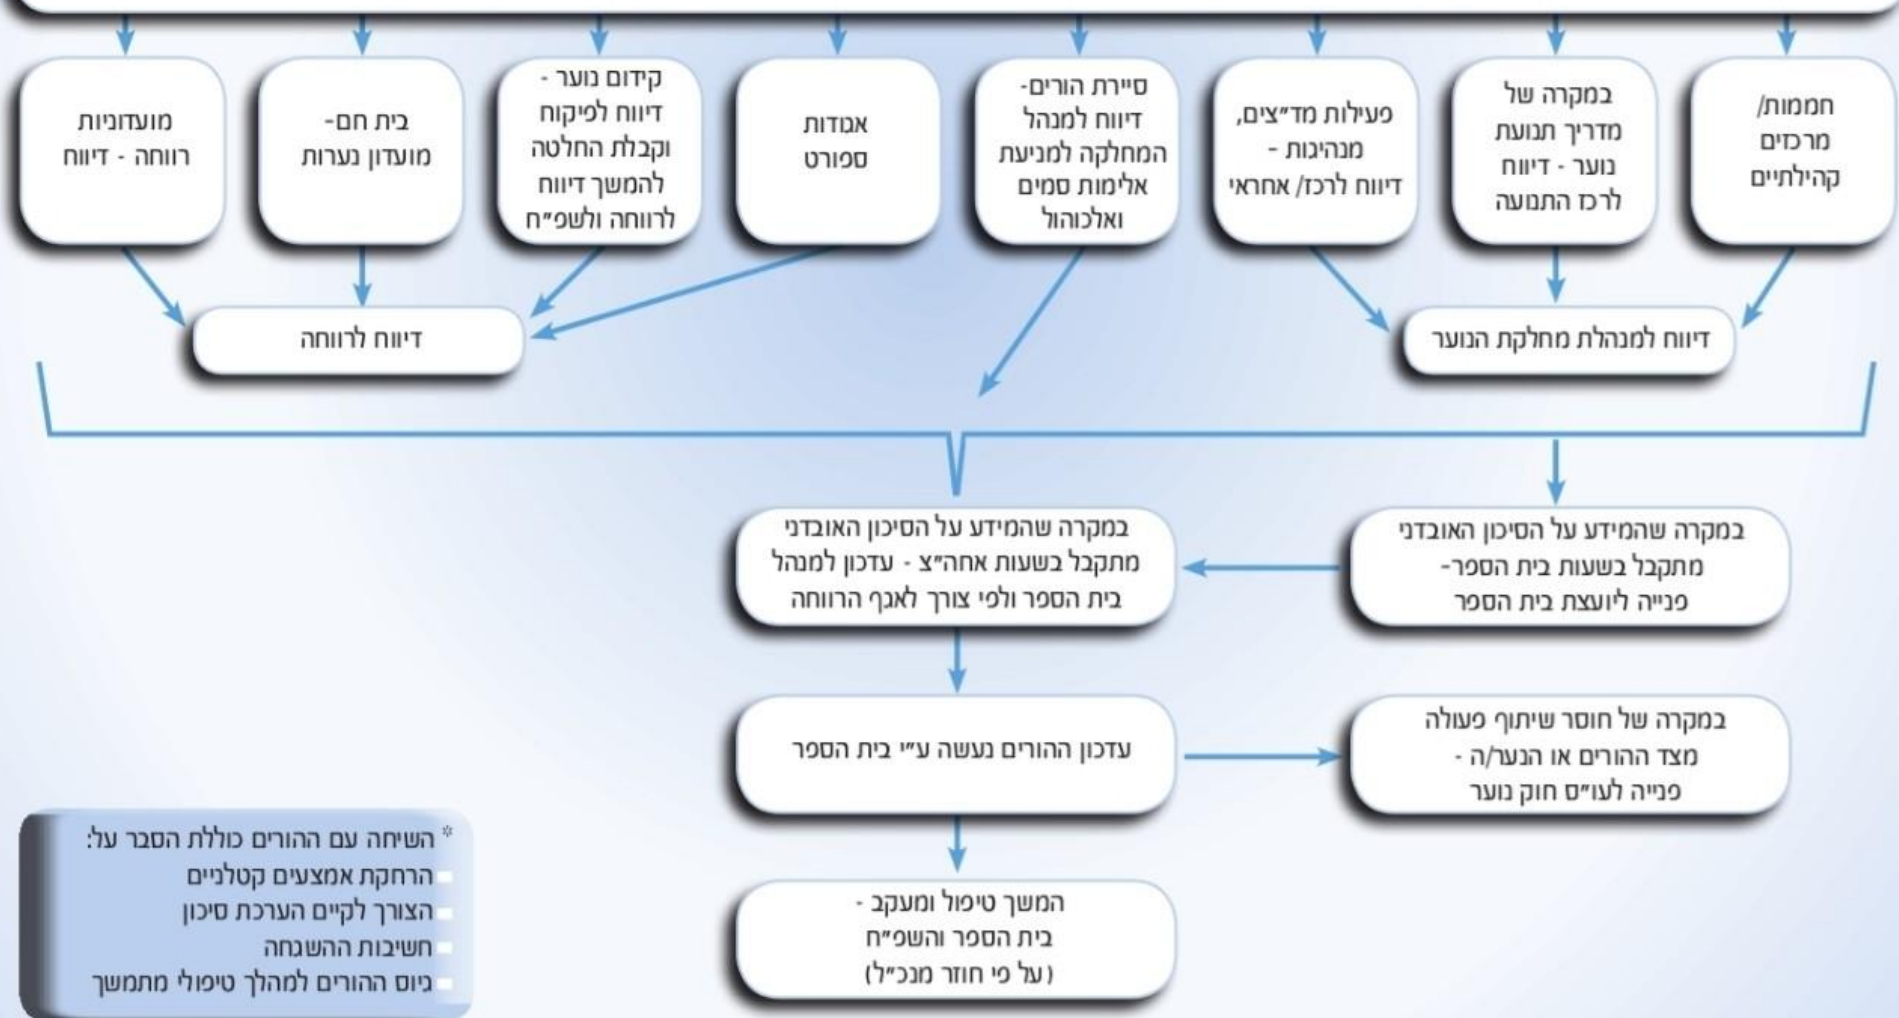 חממות/
מרכזים
קהילתיים
במקרה של
מדריך תנועת
נוער - דיווח
לרכז התנועה
פעילות מד"צים,
מנהיגות -
דיווח לרכז/ אחראי
סיירת הורים-
דיווח למנהל
המחלקה למניעת
אלימות סמים
ואלכוהול
אגודות
ספורט
קידום נוער -
דיווח לפיקוח
וקבלת החלטה
להמשך דיווח
לרווחה ולשפ"ח
בית חם-
מועדון נערות
מועדוניות
רווחה - דיווח
דיווח למנהלת מחלקת הנוער
דיווח לרווחה
במקרה שהמידע על הסיכון האובדני
מתקבל בשעות בית הספר-
פנייה ליועצת בית הספר
במקרה שהמידע על הסיכון האובדני
מתקבל בשעות אחה"צ - עדכון למנהל
בית הספר ולפי צורך לאגף הרווחה
עדכון ההורים נעשה ע"י בית הספר
במקרה של חוסר שיתוף פעולה
מצד ההורים או הנער/ה -
פנייה לעו"ס חוק נוער
המשך טיפול ומעקב -
בית הספר והשפ"ח
(על פי חוזר מנכ"ל)
* השיחה עם ההורים כוללת הסבר על:
הרחקת אמצעים קטלניים
הצורך לקיים הערכת סיכון
חשיבות ההשגחה
גיוס ההורים למהלך טיפולי מתמשך